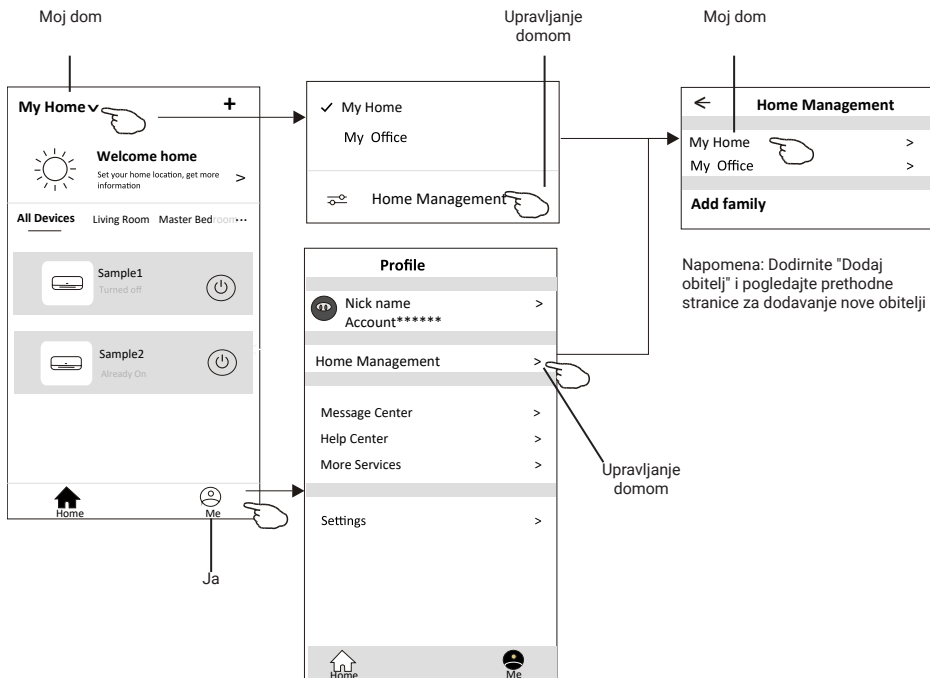 Moj dom
Upravljanje
domom
Moj dom
My Home
+
Welcome home
Set your home location, get more
information
>
All Devices Living Room Master Bedroom ...
Sample1
Turned off
Sample2
Already On
Home
Me
Ja
✓ My Home
My Office
Home Management
Profile
Nick name >
Account******
Home Management >
Message Center >
Help Center >
More Services >
Settings >
Home
Me
Upravljanje
domom
Home Management
My Home >
My Office >
Add family
Napomena: Dodirnite "Dodaj
obitelj" i pogledajte prethodne
stranice za dodavanje nove obitelji